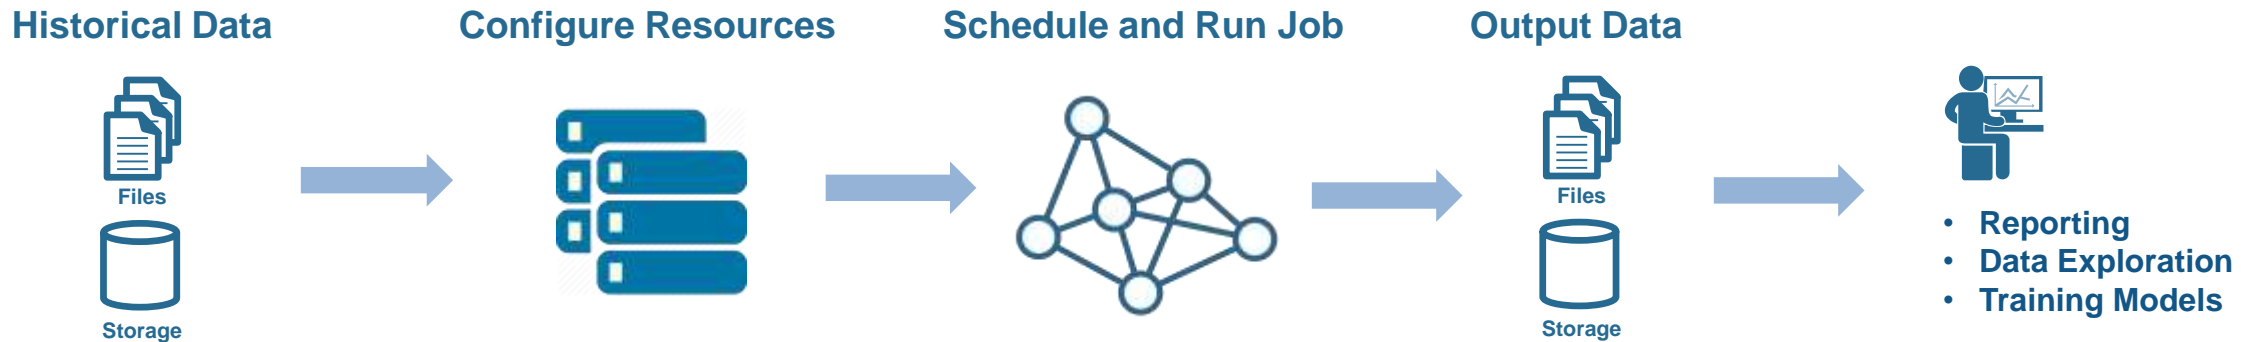 Historical Data
Configure Resources
Schedule and Run Job
Output Data
Files
Storage
Files
Storage
• Reporting
• Data Exploration
• Training Models